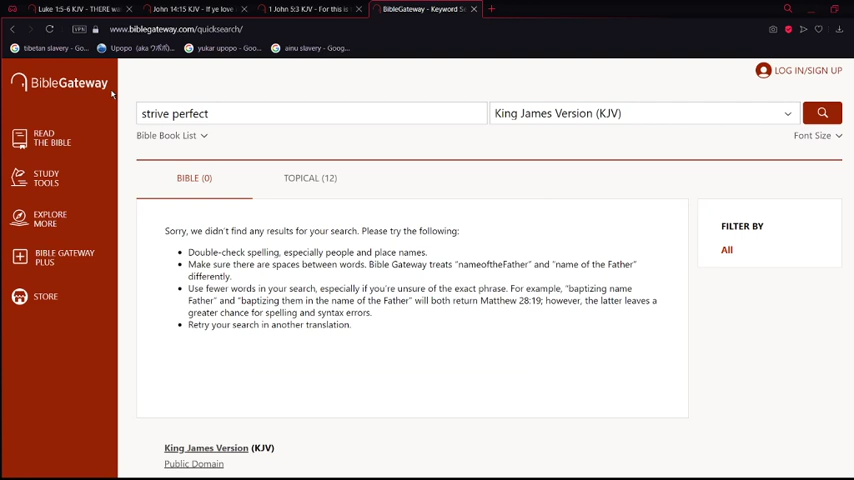 Luke 1:5-6 KJV - THERE w
John 14:15 KJV - If ye love
1 John 5:3 KJV - For this is
BibleGateway - Keyword Se
VPN
www.biblegateway.com/quicksearch/
tibetan slavery - Go...
Upopo (aka ウポポ)...
yukar upopo - Goo...
ainu slavery - Goog...
BibleGateway
LOG IN/SIGN UP
strive perfect
King James Version (KJV)
Bible Book List
Font Size
READ
THE BIBLE
STUDY
TOOLS
EXPLORE
MORE
BIBLE GATEWAY
PLUS
STORE
BIBLE (0)
TOPICAL (12)
Sorry, we didn't find any results for your search. Please try the following:
• Double-check spelling, especially people and place names.
• Make sure there are spaces between words. Bible Gateway treats "nameoftheFather" and "name of the Father"
differently.
• Use fewer words in your search, especially if you're unsure of the exact phrase. For example, "baptizing name
Father" and "baptizing them in the name of the Father" will both return Matthew 28:19; however, the latter leaves a
greater chance for spelling and syntax errors.
• Retry your search in another translation.
FILTER BY
All
King James Version (KJV)
Public Domain